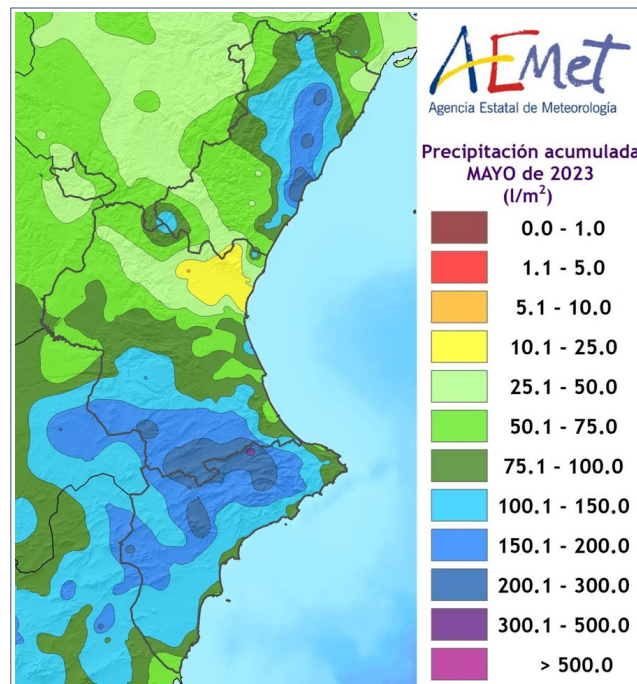 AEMet
Agencia Estatal de Meteorología
Precipitación acumulada
MAYO de 2023
(l/m²)
0.0 - 1.0
1.1 - 5.0
5.1 - 10.0
10.1 - 25.0
25.1 - 50.0
50.1 - 75.0
75.1 - 100.0
100.1 - 150.0
150.1 - 200.0
200.1 - 300.0
300.1 - 500.0
> 500.0